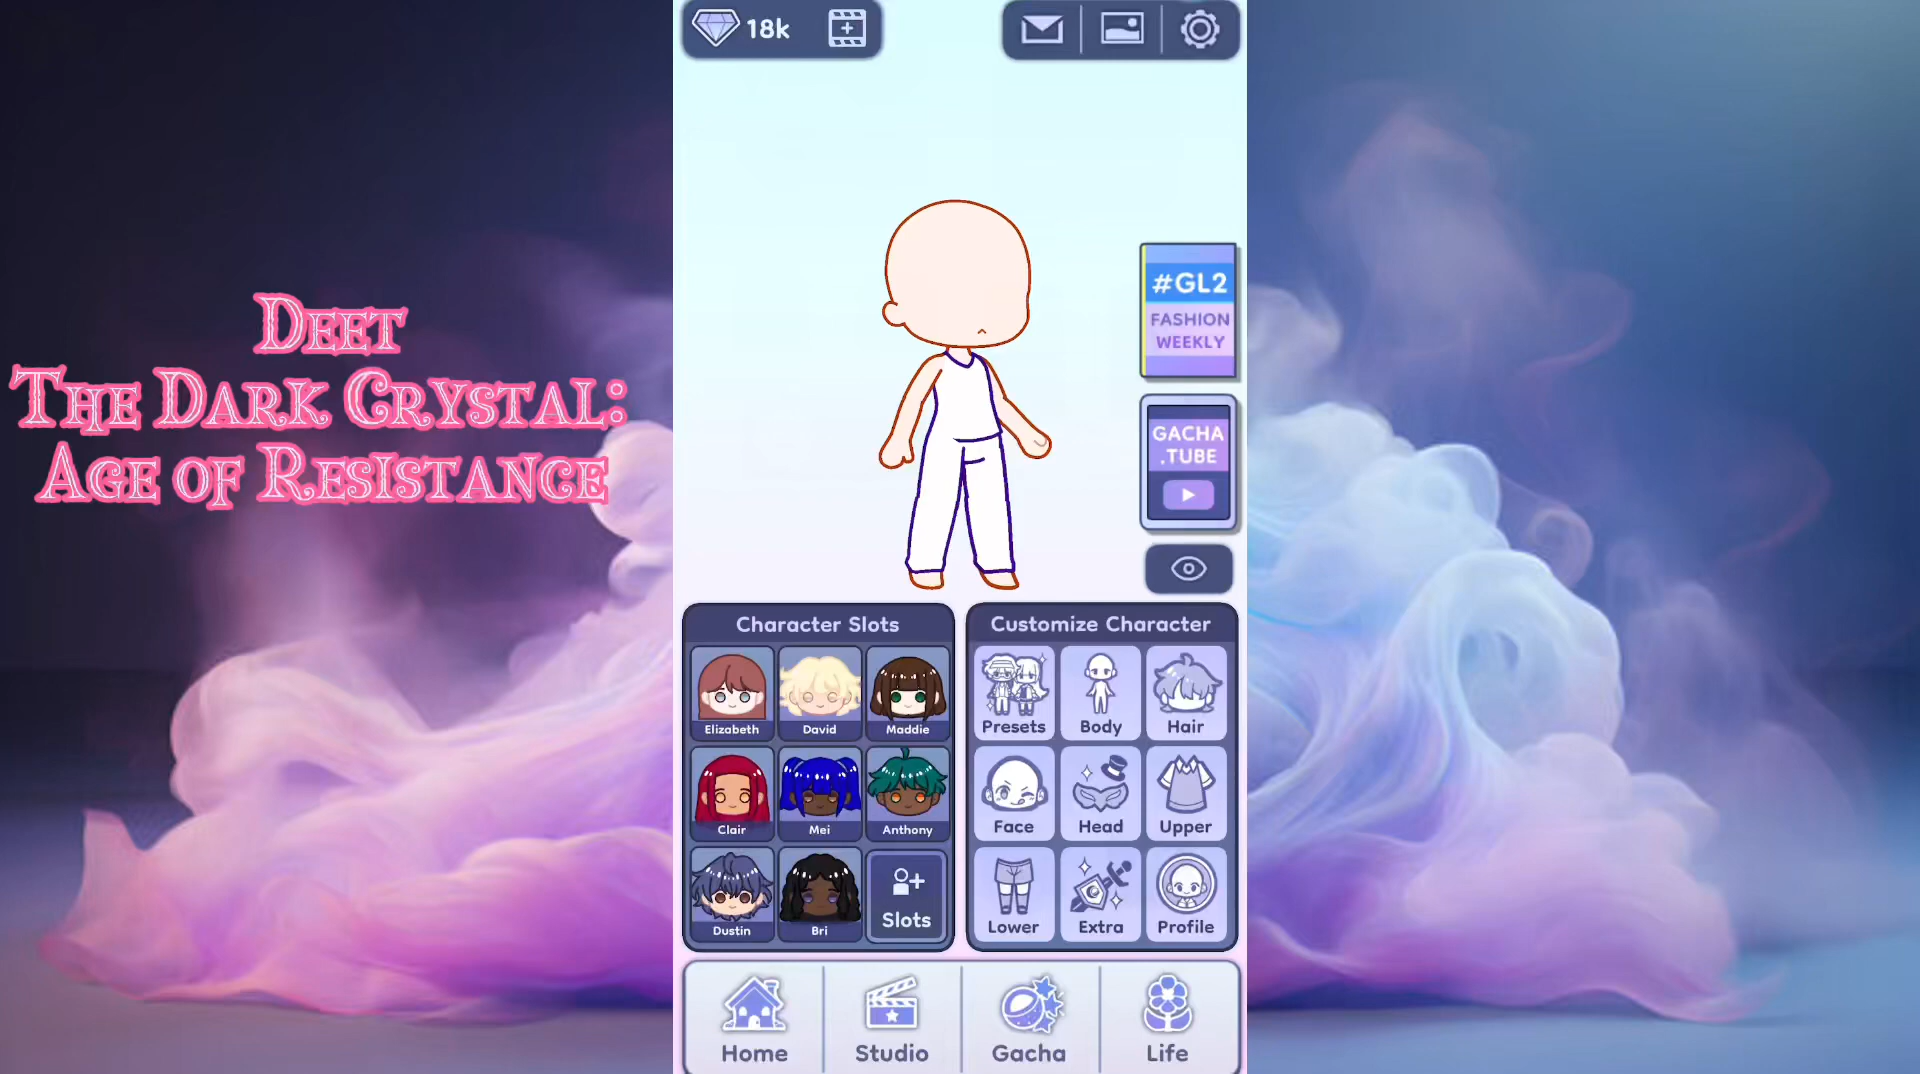 18k
Deet
The Dark Crystal:
Age of Resistance
#GL2
FASHION
WEEKLY
GACHA
.TUBE
Character Slots
Elizabeth
David
Maddie
Clair
Mei
Anthony
Dustin
Bri
Slots
Customize Character
Presets
Body
Hair
Face
Head
Upper
Lower
Extra
Profile
Home
Studio
Gacha
Life